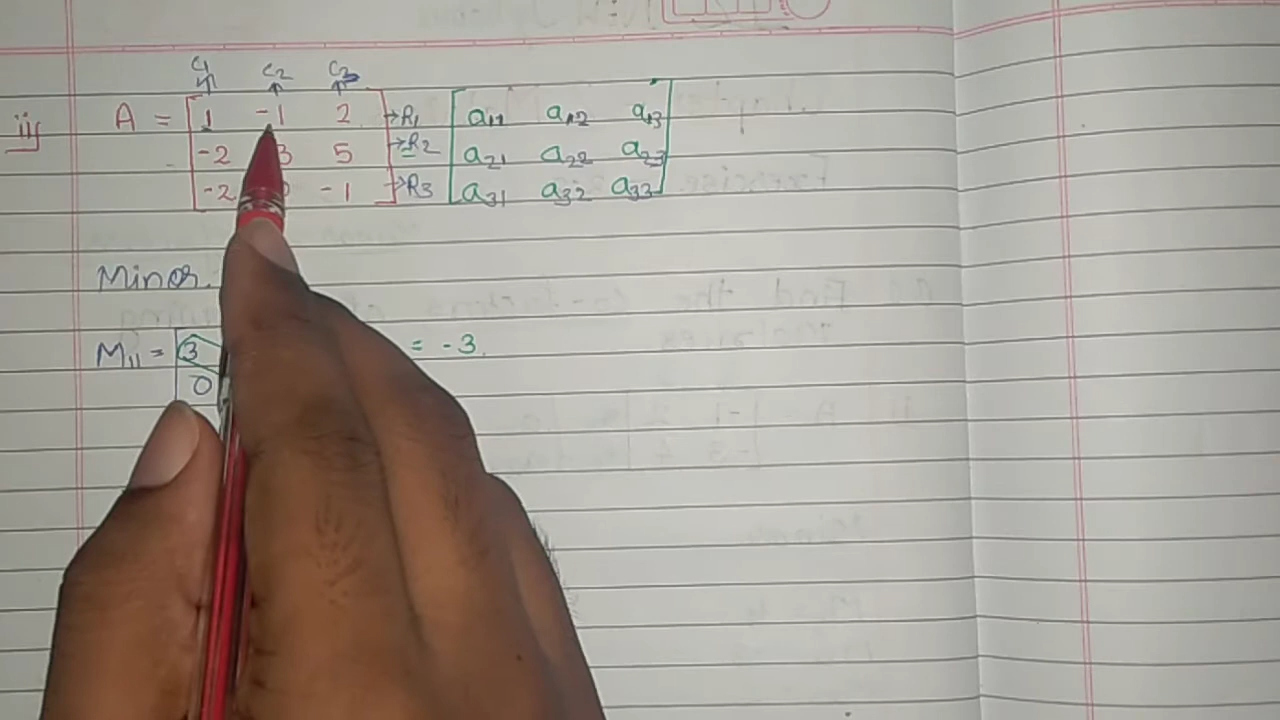 C1 C2 C3
ii) A = [ 1 -1 2 ] → R1 [ a11 a12 a13 ]
[ -2 3 5 ] → R2 [ a21 a22 a23 ]
[ -2 -1 ] → R3 [ a31 a32 a33 ]
Minor.
M11 = | 3 = -3.
0